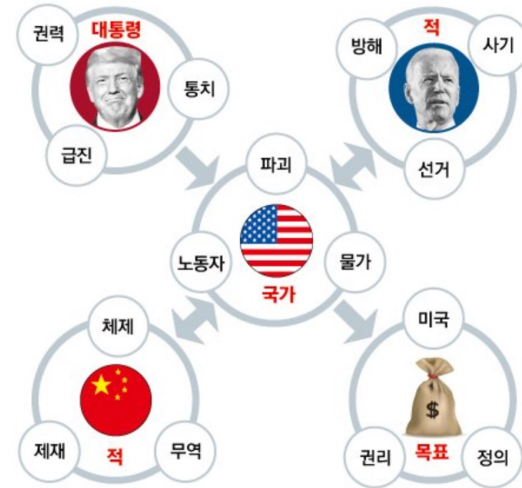 권력
대통령
통치
급진
방해
적
사기
선거
파괴
노동자
물가
국가
체제
제재
적
무역
미국
$
권리
목표
정의